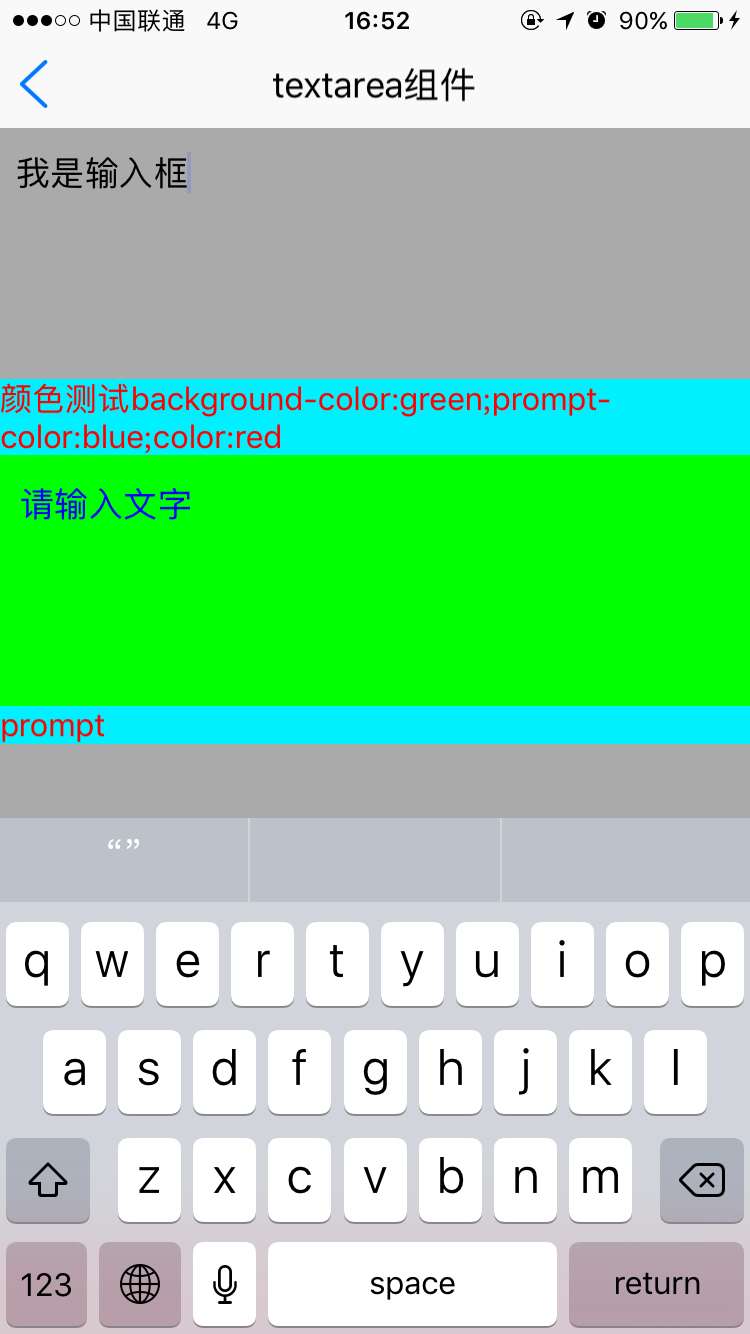 中国联通 4G 16:52 90%
textarea组件
我是输入框
颜色测试background-color:green;prompt-
color:blue;color:red
请输入文字
prompt
“”
q w e r t y u i o p
a s d f g h j k l
z x c v b n m
123 space return